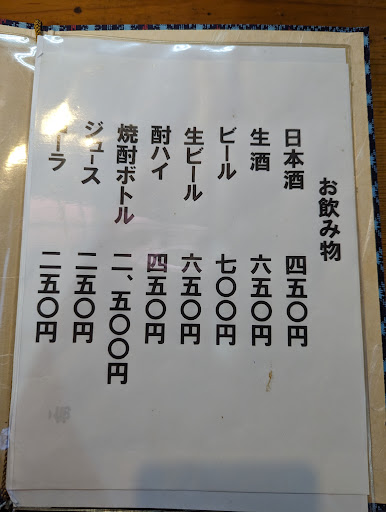 お飲み物
日本酒 四五〇円
生酒 六五〇円
ビール 七〇〇円
生ビール 六五〇円
酎ハイ 四五〇円
焼酎ボトル 二、五〇〇円
ジュース 二五〇円
コーラ 二五〇円